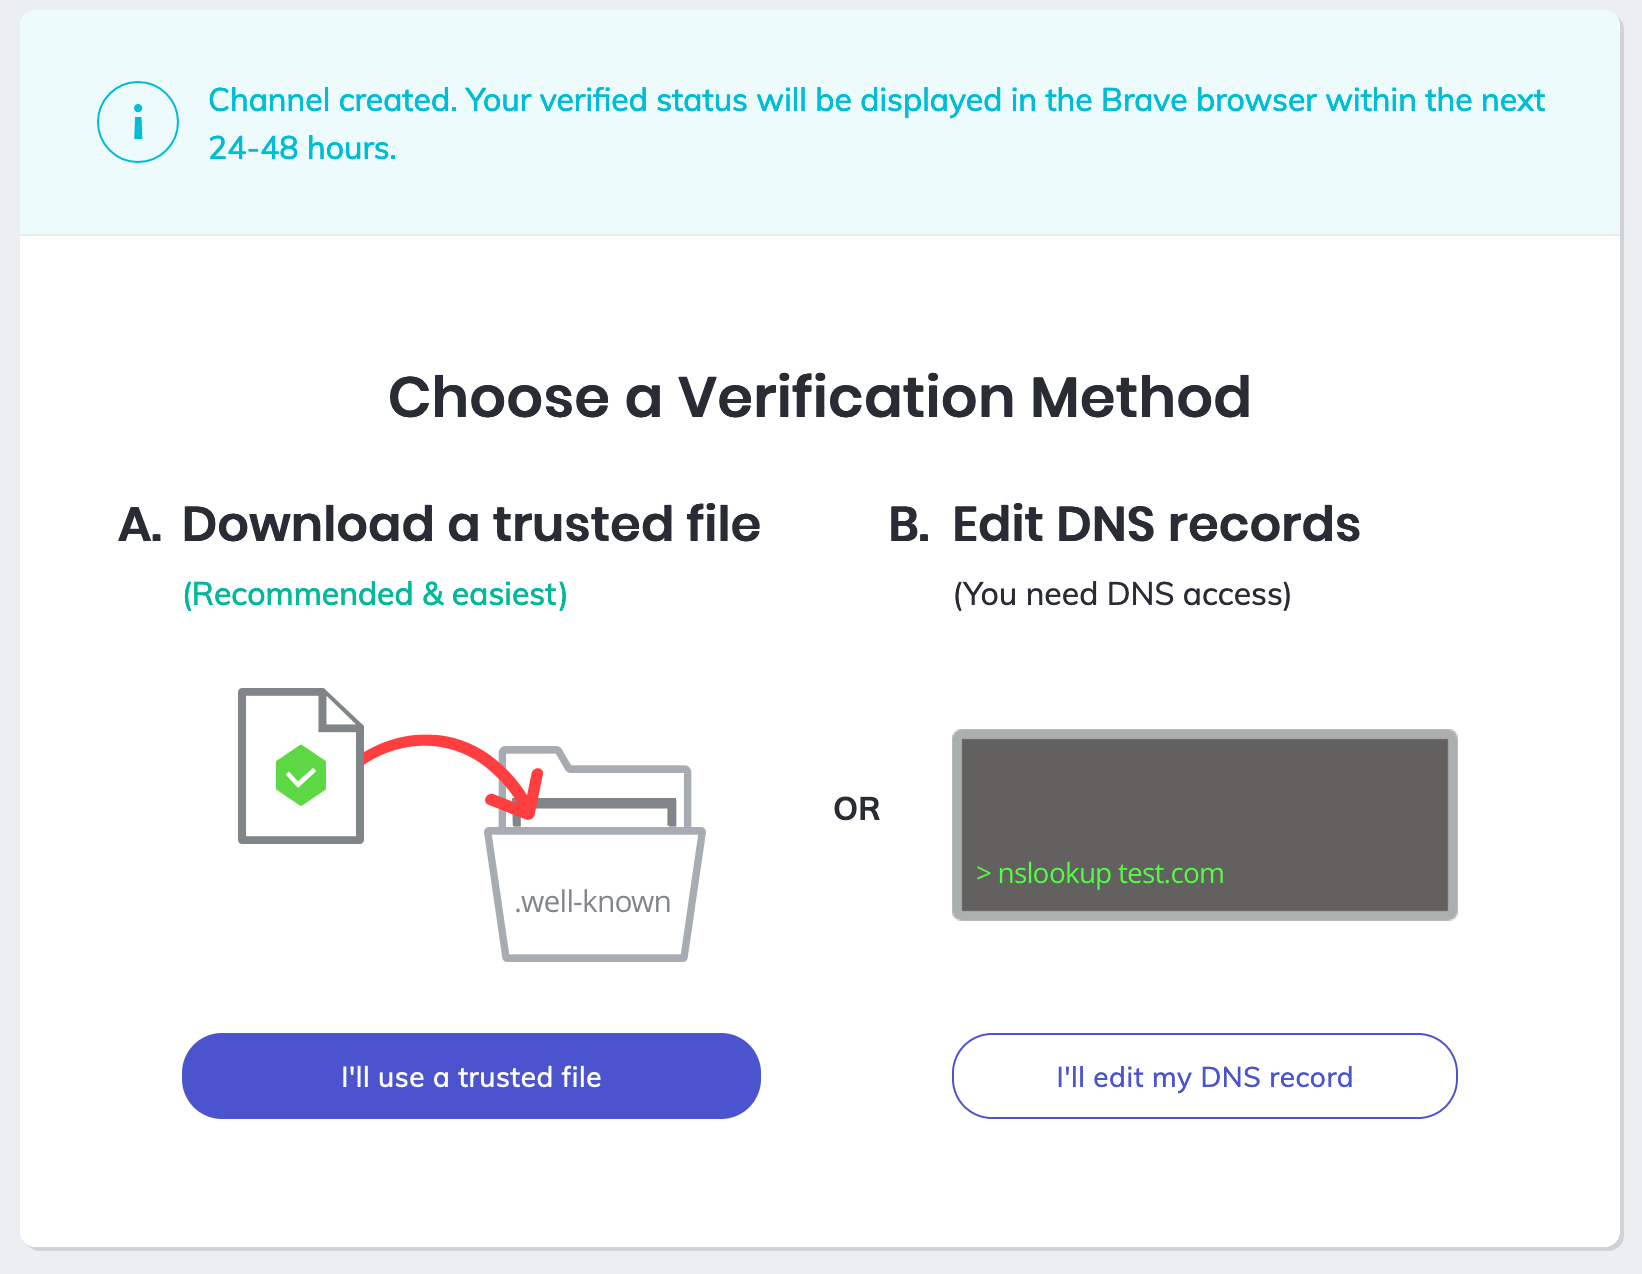 Channel created. Your verified status will be displayed in the Brave browser within the next
24-48 hours.
Choose a Verification Method
A. Download a trusted file
(Recommended & easiest)
.well-known
I'll use a trusted file
OR
B. Edit DNS records
(You need DNS access)
> nslookup test.com
I'll edit my DNS record